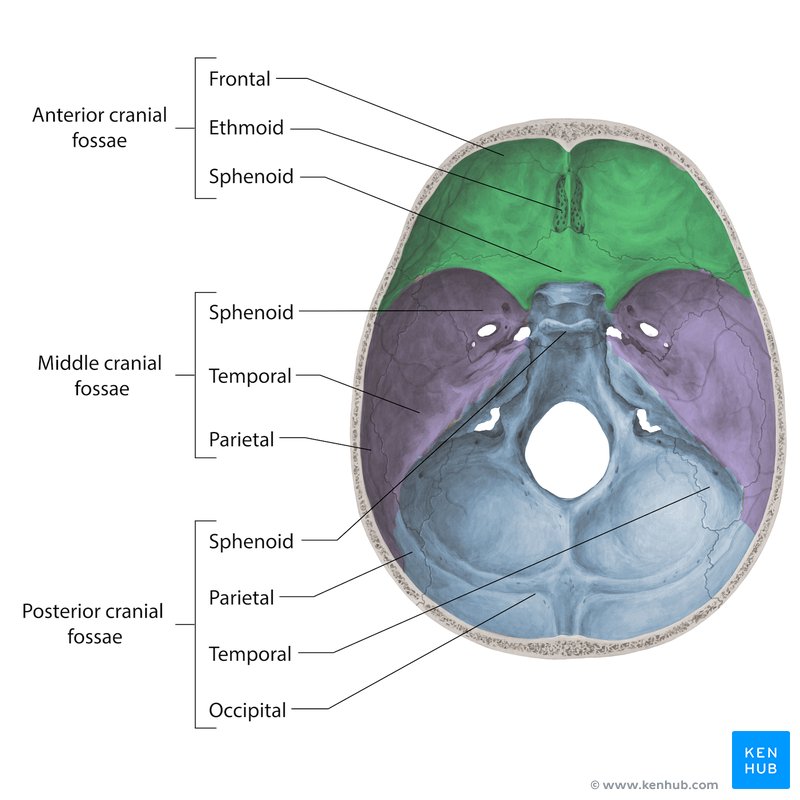 Anterior cranial
fossae
Frontal
Ethmoid
Sphenoid
Middle cranial
fossae
Sphenoid
Temporal
Parietal
Posterior cranial
fossae
Sphenoid
Parietal
Temporal
Occipital
KEN
HUB
© www.kenhub.com